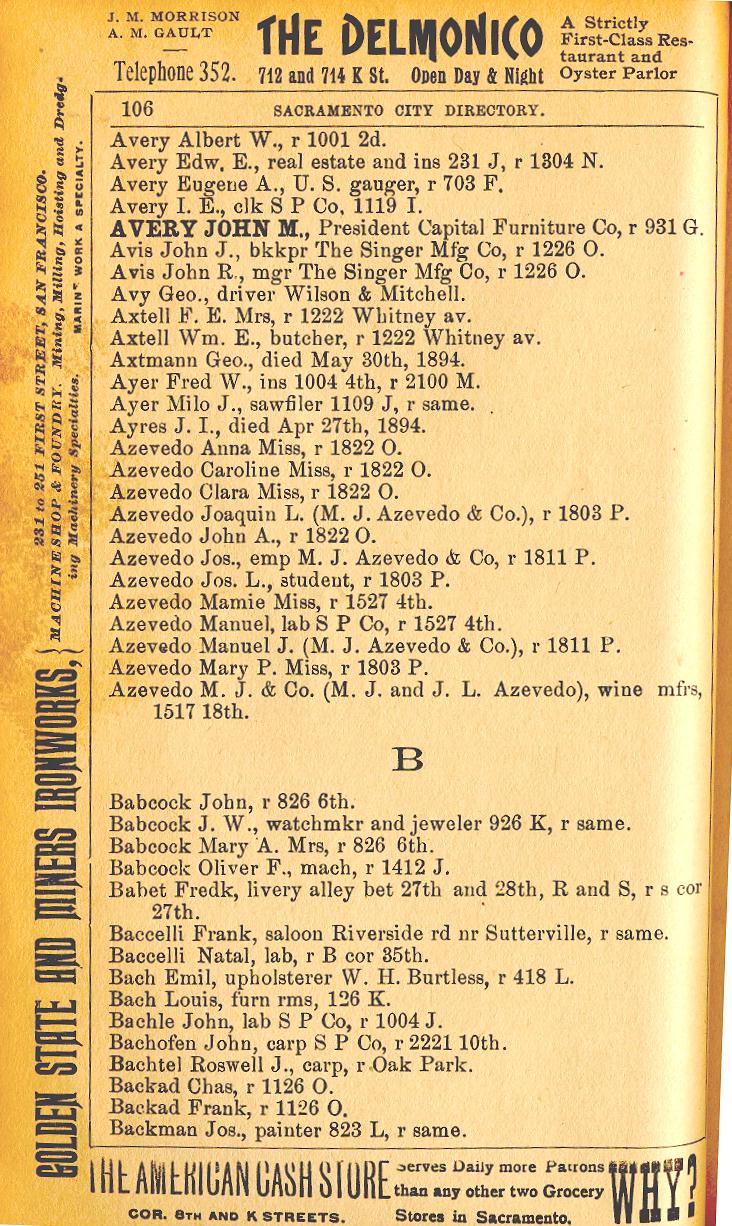 J. M. MORRISON
A. M. GAULT
Telephone 352.
THE DELMONICO
712 and 714 K St. Open Day & Night
A Strictly
First-Class Res-
taurant and
Oyster Parlor
106 SACRAMENTO CITY DIRECTORY.
Avery Albert W., r 1001 2d.
Avery Edw. E., real estate and ins 231 J, r 1304 N.
Avery Eugene A., U. S. gauger, r 703 F.
Avery I. E., clk S P Co, 1119 I.
AVERY JOHN M., President Capital Furniture Co, r 931 G.
Avis John J., bkkpr The Singer Mfg Co, r 1226 O.
Avis John R., mgr The Singer Mfg Co, r 1226 O.
Avy Geo., driver Wilson & Mitchell.
Axtell F. E. Mrs, r 1222 Whitney av.
Axtell Wm. E., butcher, r 1222 Whitney av.
Axtmann Geo., died May 30th, 1894.
Ayer Fred W., ins 1004 4th, r 2100 M.
Ayer Milo J., sawfiler 1109 J, r same.
Ayres J. I., died Apr 27th, 1894.
Azevedo Anna Miss, r 1822 O.
Azevedo Caroline Miss, r 1822 O.
Azevedo Clara Miss, r 1822 O.
Azevedo Joaquin L. (M. J. Azevedo & Co.), r 1803 P.
Azevedo John A., r 1822 O.
Azevedo Jos., emp M. J. Azevedo & Co, r 1811 P.
Azevedo Jos. L., student, r 1803 P.
Azevedo Mamie Miss, r 1527 4th.
Azevedo Manuel, lab S P Co, r 1527 4th.
Azevedo Manuel J. (M. J. Azevedo & Co.), r 1811 P.
Azevedo Mary P. Miss, r 1803 P.
Azevedo M. J. & Co. (M. J. and J. L. Azevedo), wine mfrs,
1517 18th.
B
Babcock John, r 826 6th.
Babcock J. W., watchmkr and jeweler 926 K, r same.
Babcock Mary A. Mrs, r 826 6th.
Babcock Oliver F., mach, r 1412 J.
Babet Fredk, livery alley bet 27th and 28th, R and S, r s cor
27th.
Baccelli Frank, saloon Riverside rd nr Sutterville, r same.
Baccelli Natal, lab, r B cor 35th.
Bach Emil, upholsterer W. H. Burtless, r 418 L.
Bach Louis, furn rms, 126 K.
Bachle John, lab S P Co, r 1004 J.
Bachofen John, carp S P Co, r 2221 10th.
Bachtel Roswell J., carp, r Oak Park.
Backad Chas, r 1126 O.
Backad Frank, r 1126 O.
Backman Jos., painter 823 L, r same.
GOLDEN STATE AND MINERS IRONWORKS,
231 to 251 FIRST STREET, SAN FRANCISCO.
MACHINE SHOP & FOUNDRY. Mining, Milling, Hoisting and Dredg-
ing Machinery Specialties. MARINE WORK A SPECIALTY.
THE AMERICAN CASH STORE
COR. 8TH AND K STREETS.
Serves Daily more Patrons
than any other two Grocery
Stores in Sacramento.
WHY?